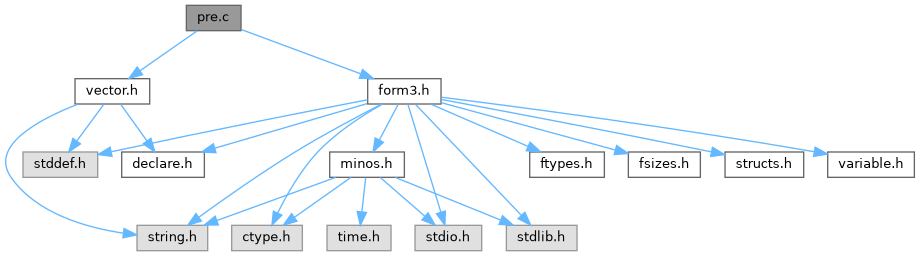 pre.c
vector.h
form3.h
stddef.h
declare.h
minos.h
ftypes.h
fsizes.h
structs.h
variable.h
string.h
ctype.h
time.h
stdio.h
stdlib.h